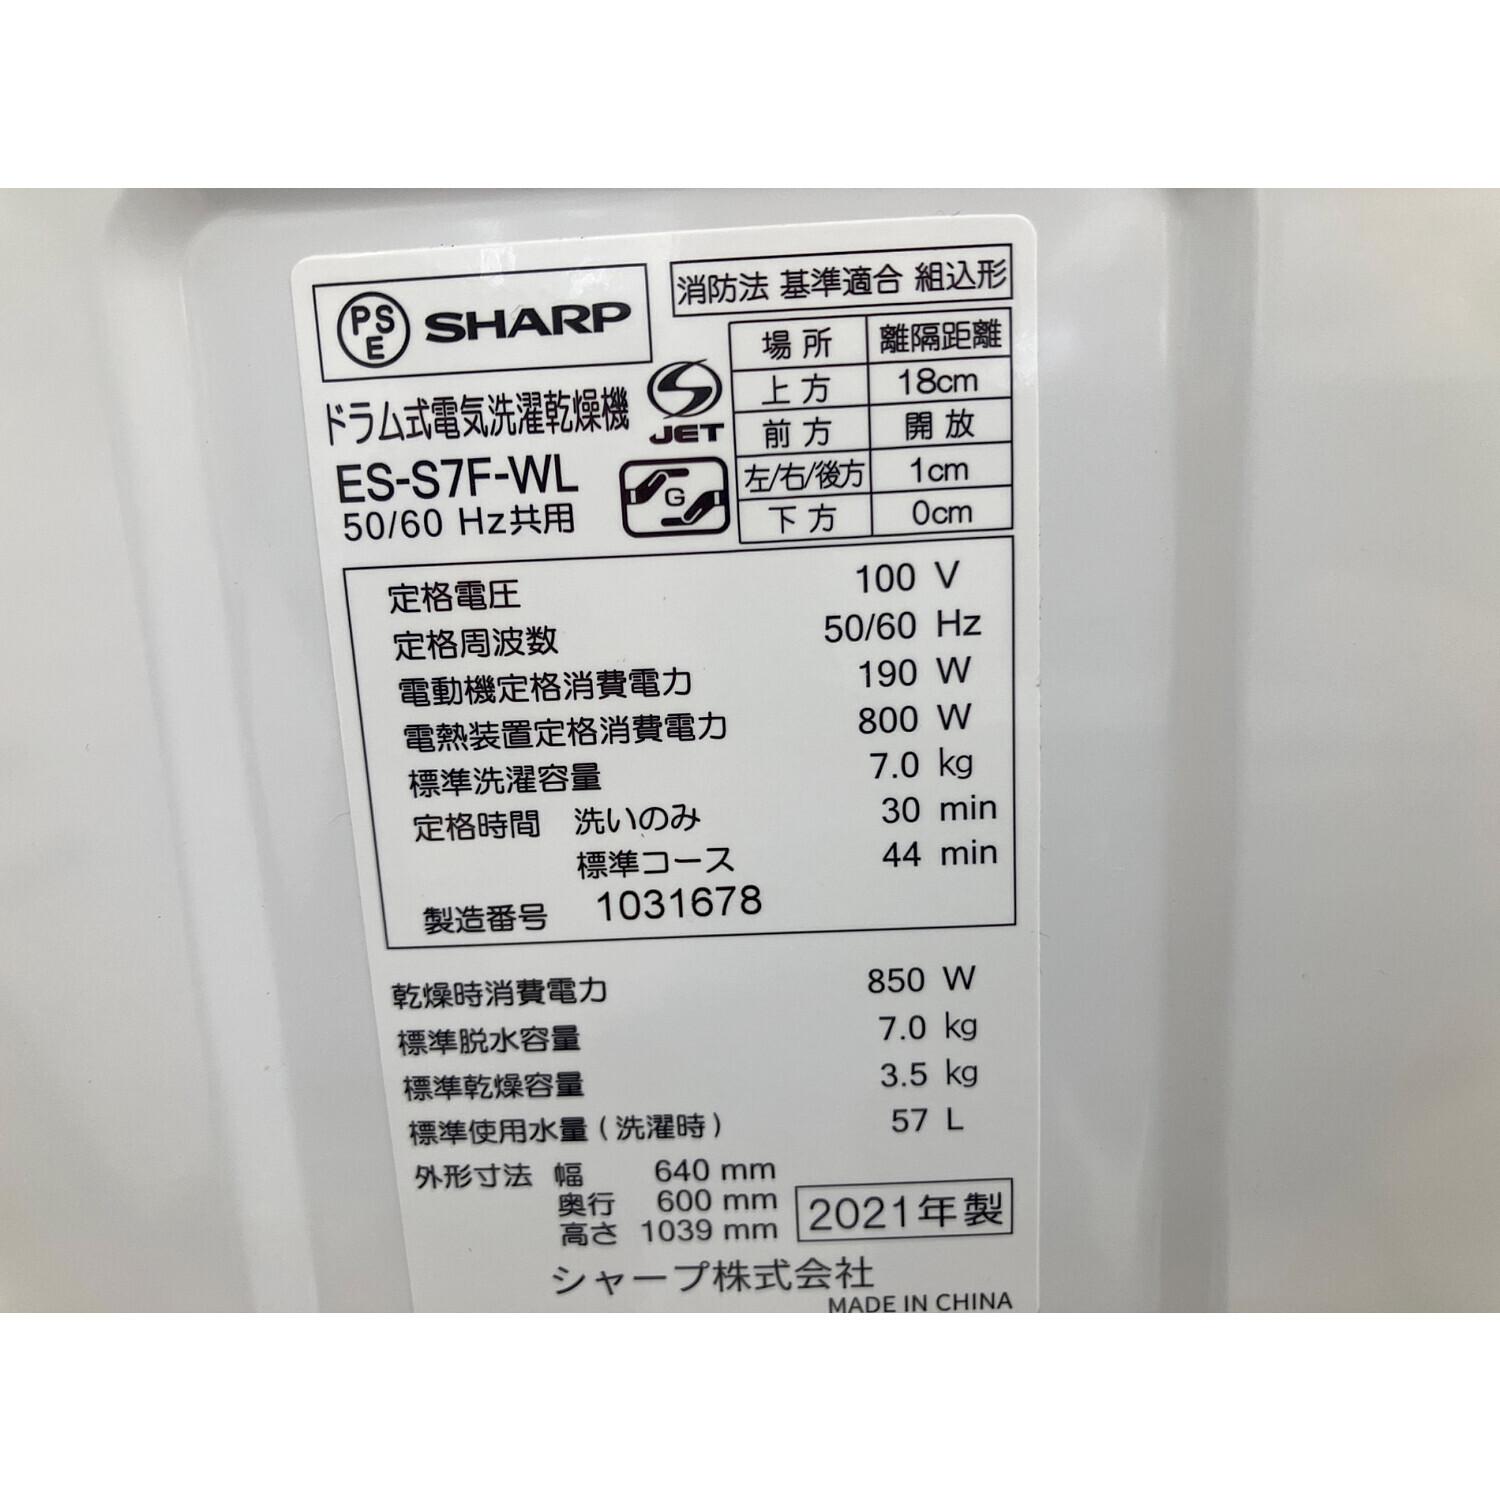 PSE SHARP
消防法 基準適合 組込形
場所 離隔距離
上方 18cm
前方 開放
左/右/後方 1cm
下方 0cm
JET
G
ドラム式電気洗濯乾燥機
ES-S7F-WL
50/60 Hz共用
定格電圧 100 V
定格周波数 50/60 Hz
電動機定格消費電力 190 W
電熱装置定格消費電力 800 W
標準洗濯容量 7.0 kg
定格時間 洗いのみ 30 min
標準コース 44 min
製造番号 1031678
乾燥時消費電力 850 W
標準脱水容量 7.0 kg
標準乾燥容量 3.5 kg
標準使用水量(洗濯時) 57 L
外形寸法 幅 640 mm
奥行 600 mm
高さ 1039 mm
2021年製
シャープ株式会社
MADE IN CHINA